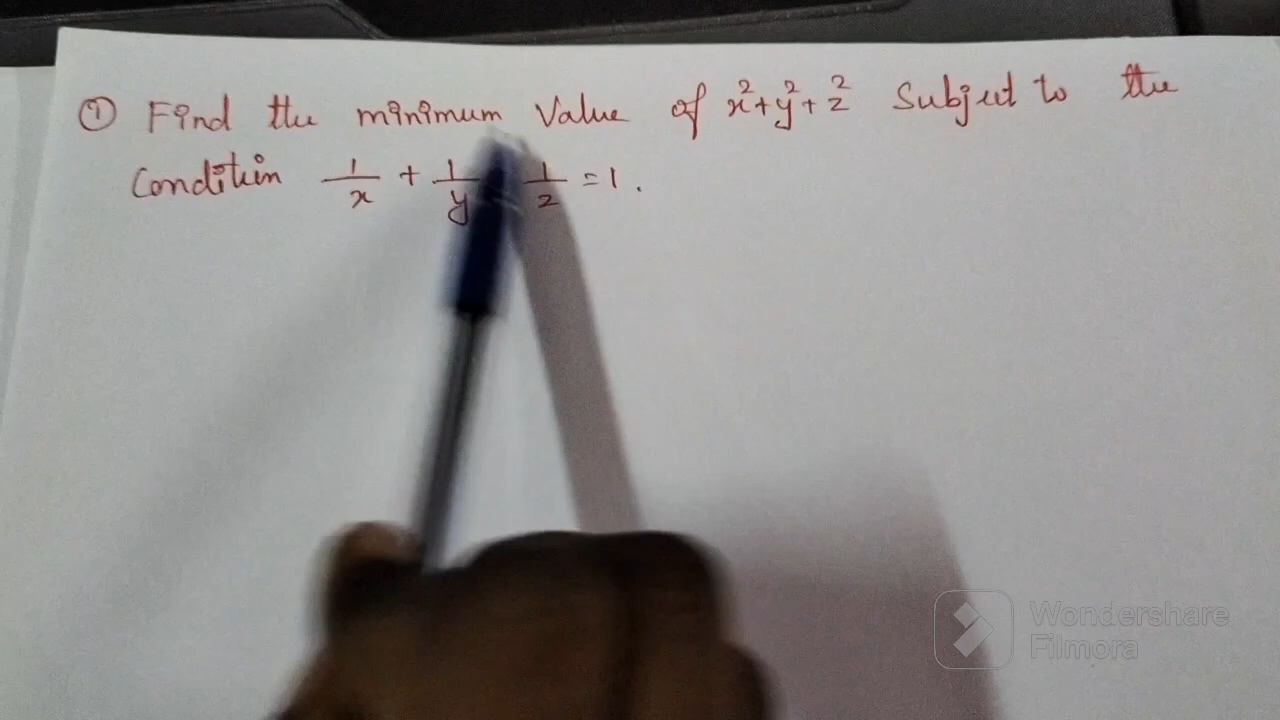 ① Find the minimum value of x²+y²+z² subject to the
condition 1/x + 1/y 1/z = 1.
Wondershare
Filmora